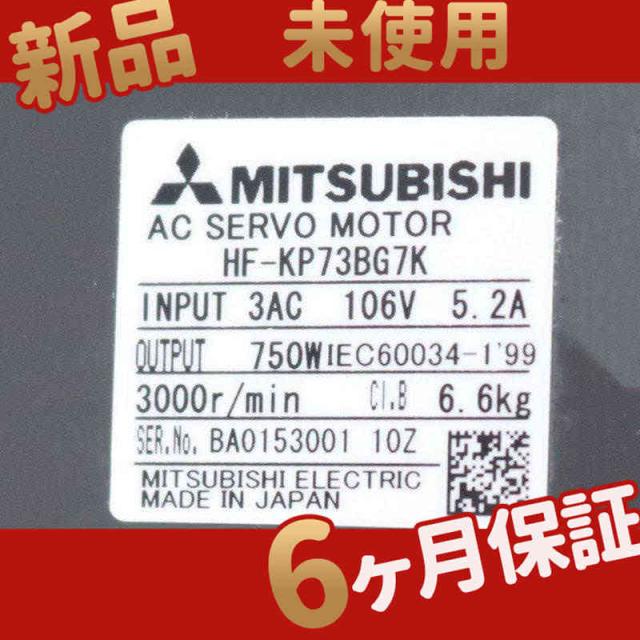 新品 未使用
MITSUBISHI
AC SERVO MOTOR
HF-KP73BG7K
INPUT 3AC 106V 5.2A
OUTPUT 750W IEC60034-1'99
3000r/min CI.B 6.6kg
SER.No. BA0153001 10Z
MITSUBISHI ELECTRIC
MADE IN JAPAN
6ヶ月保証